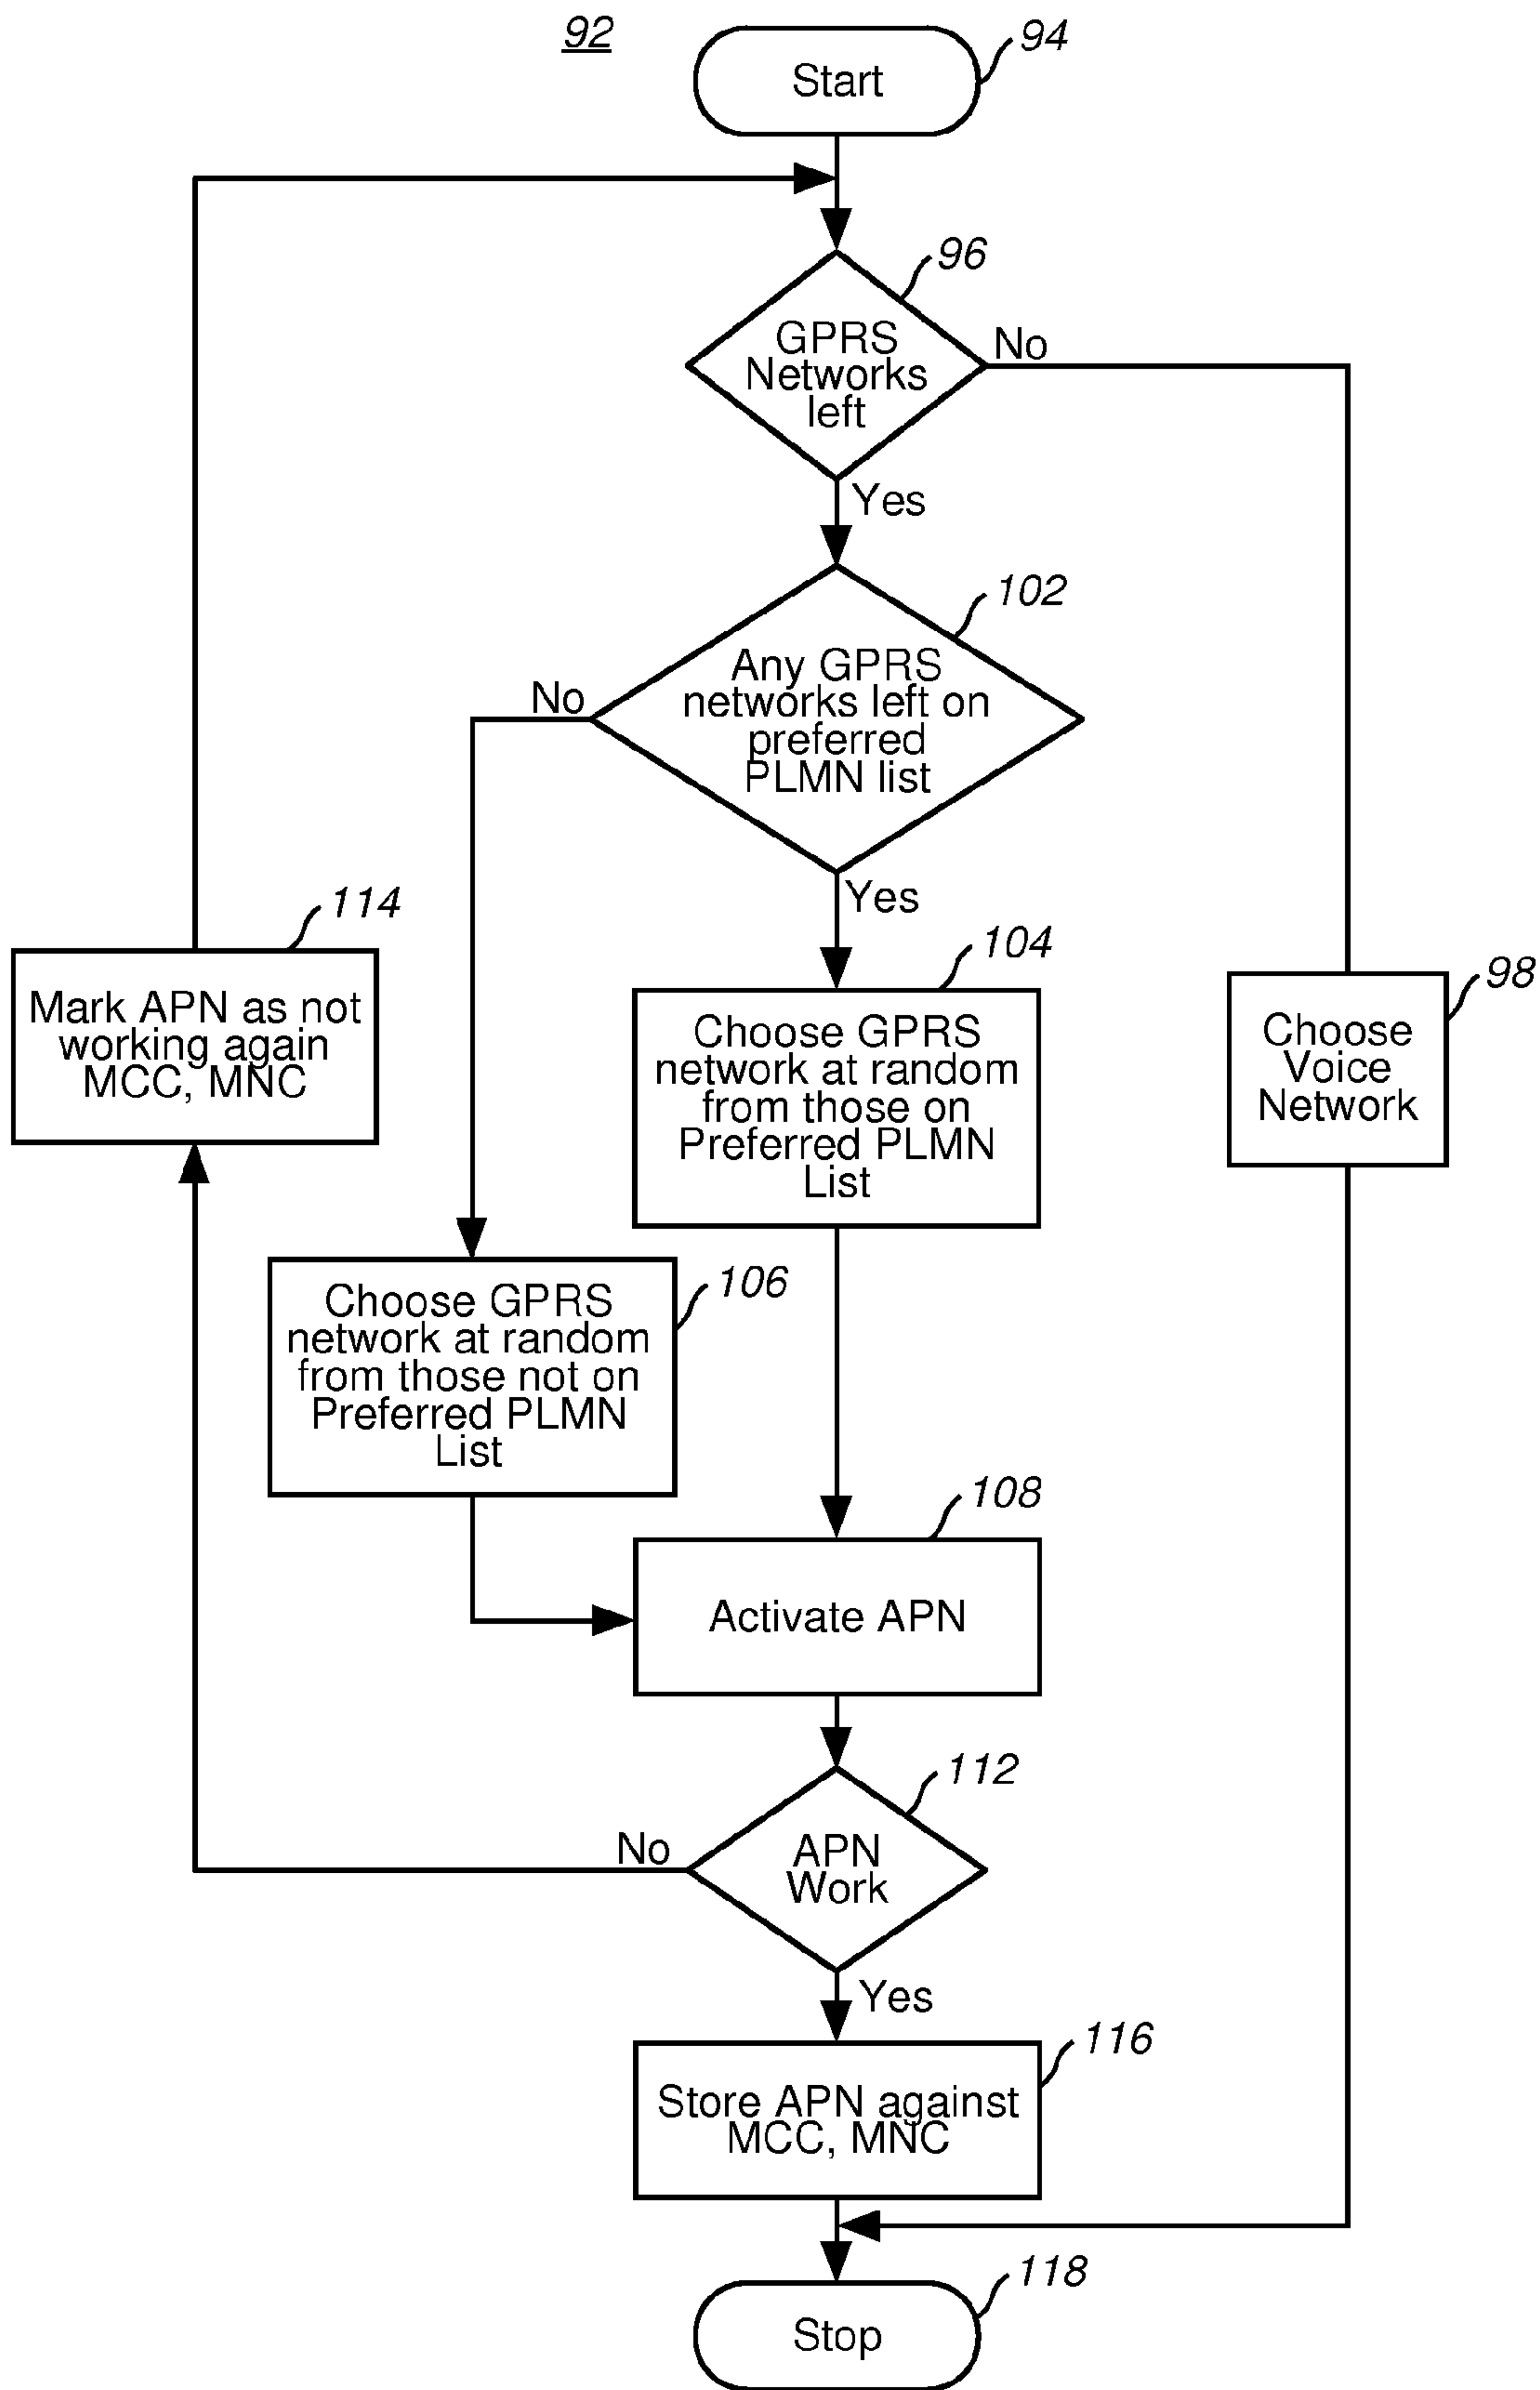 92
94
Start
96
GPRS
Networks
left
No
Yes
102
Any GPRS
networks left on
preferred
PLMN list
No
Yes
114
Mark APN as not
working again
MCC, MNC
104
Choose GPRS
network at random
from those on
Preferred PLMN
List
98
Choose
Voice
Network
106
Choose GPRS
network at random
from those not on
Preferred PLMN
List
108
Activate APN
112
APN
Work
No
Yes
116
Store APN against
MCC, MNC
118
Stop